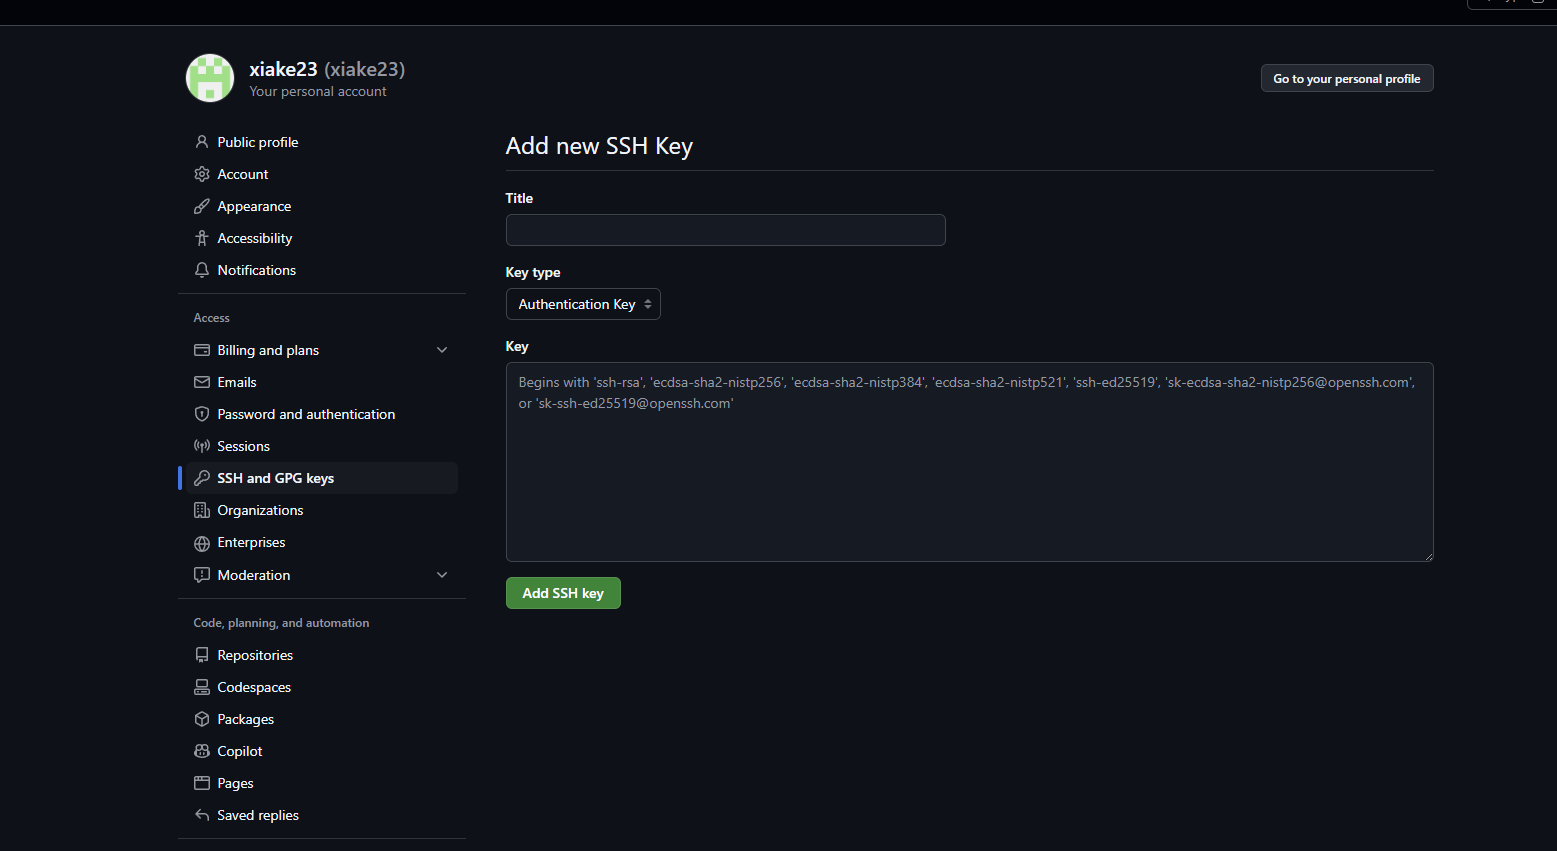 xiake23 (xiake23)
Your personal account
Go to your personal profile
Public profile
Account
Appearance
Accessibility
Notifications
Access
Billing and plans
Emails
Password and authentication
Sessions
SSH and GPG keys
Organizations
Enterprises
Moderation
Code, planning, and automation
Repositories
Codespaces
Packages
Copilot
Pages
Saved replies
Add new SSH Key
Title
Key type
Authentication Key
Key
Begins with 'ssh-rsa', 'ecdsa-sha2-nistp256', 'ecdsa-sha2-nistp384', 'ecdsa-sha2-nistp521', 'ssh-ed25519', 'sk-ecdsa-sha2-nistp256@openssh.com',
or 'sk-ssh-ed25519@openssh.com'
Add SSH key